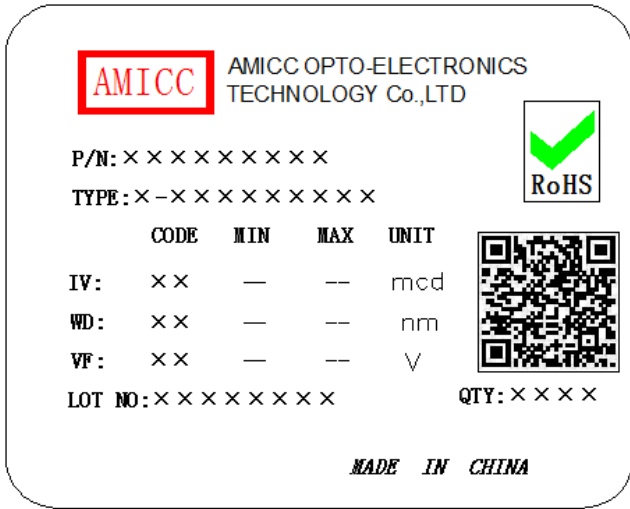 AMICC
AMICC OPTO-ELECTRONICS
TECHNOLOGY Co.,LTD
RoHS
P/N:×××××××××
TYPE:×-×××××××××
CODE MIN MAX UNIT
IV: ×× — -- mcd
WD: ×× — -- nm
VF: ×× — -- V
LOT NO:×××××××× QTY:××××
MADE IN CHINA